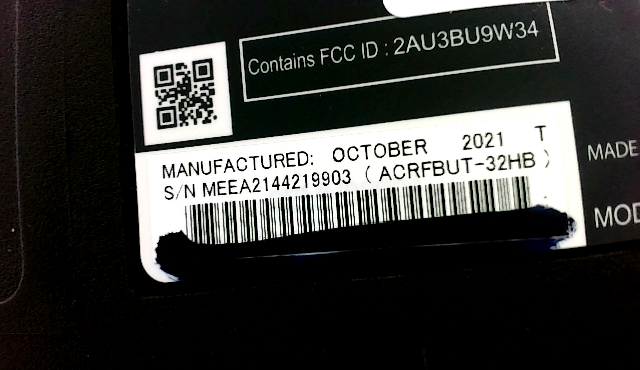 Contains FCC ID : 2AU3BU9W34
MANUFACTURED: OCTOBER 2021 T
S/N MEEA2144219903 ( ACRFBUT-32HB )
MADE
MOD